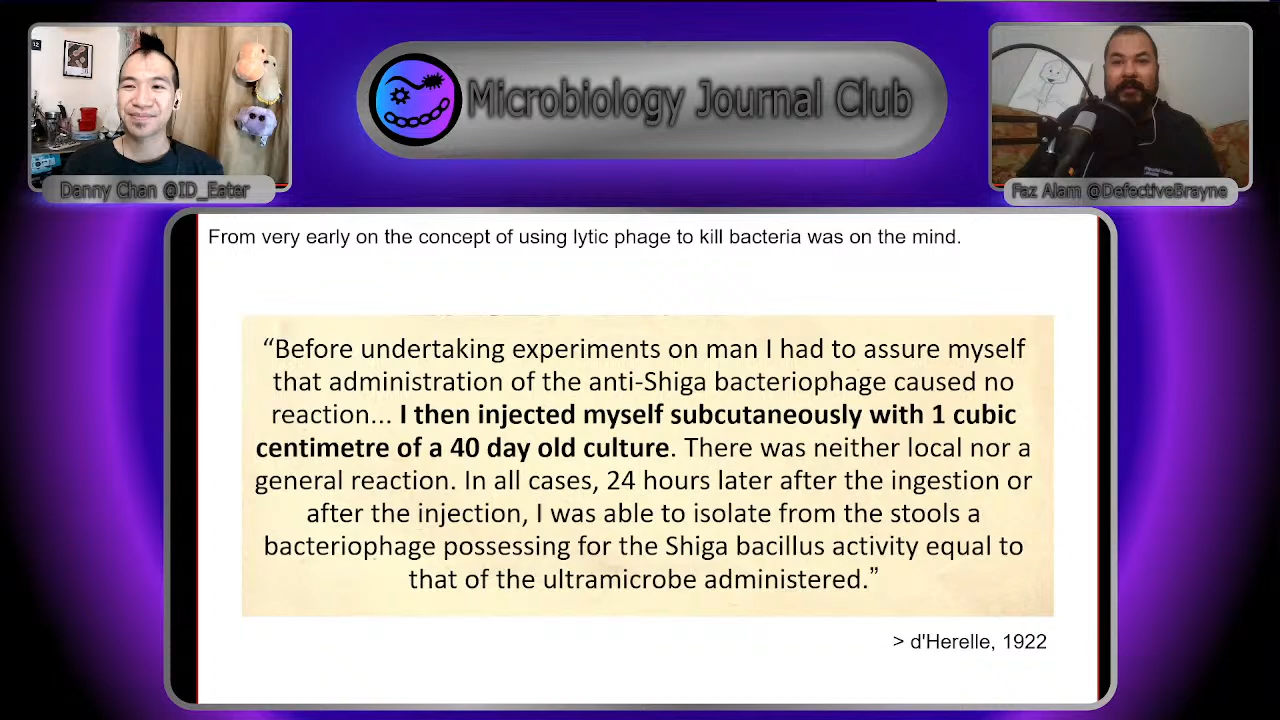 Microbiology Journal Club
Danny Chan @ID_Eater
Faz Alam @DefectiveBrayne
From very early on the concept of using lytic phage to kill bacteria was on the mind.
“Before undertaking experiments on man I had to assure myself
that administration of the anti-Shiga bacteriophage caused no
reaction... I then injected myself subcutaneously with 1 cubic
centimetre of a 40 day old culture. There was neither local nor a
general reaction. In all cases, 24 hours later after the ingestion or
after the injection, I was able to isolate from the stools a
bacteriophage possessing for the Shiga bacillus activity equal to
that of the ultramicrobe administered.”
> d'Herelle, 1922